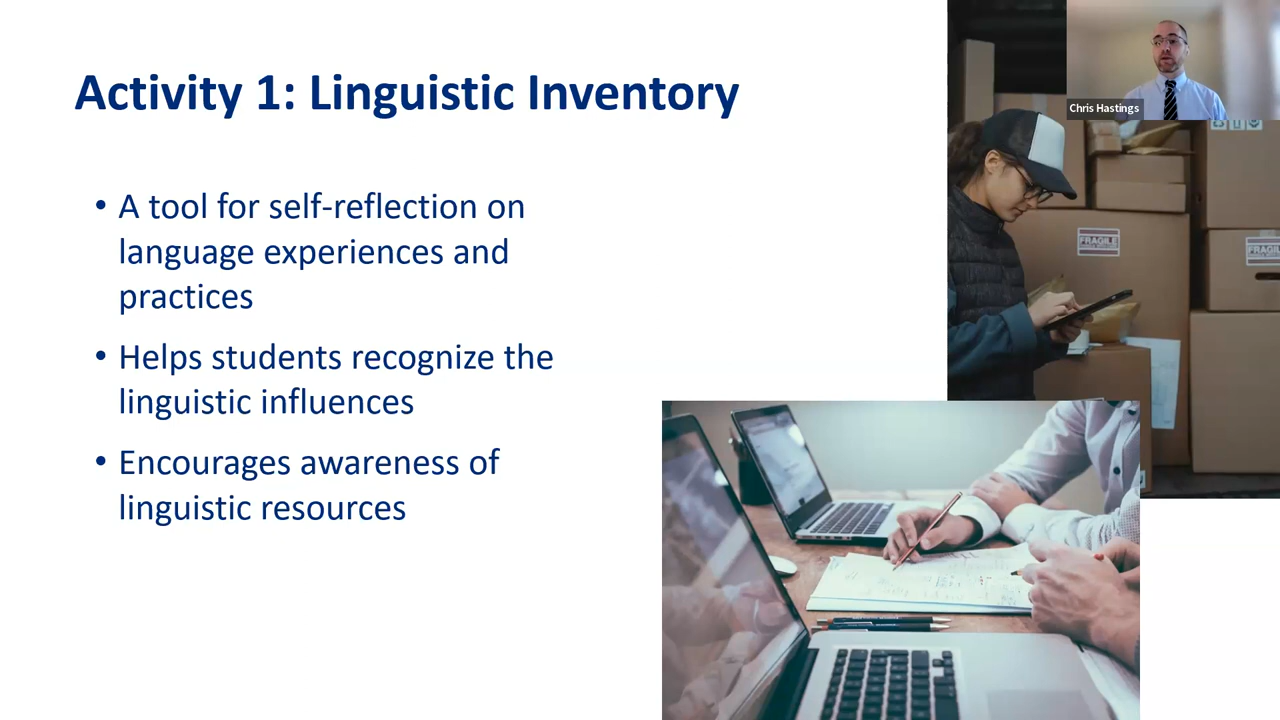 Activity 1: Linguistic Inventory
• A tool for self-reflection on
language experiences and
practices
• Helps students recognize the
linguistic influences
• Encourages awareness of
linguistic resources
Chris Hastings
FRAGILE
FRAGILE